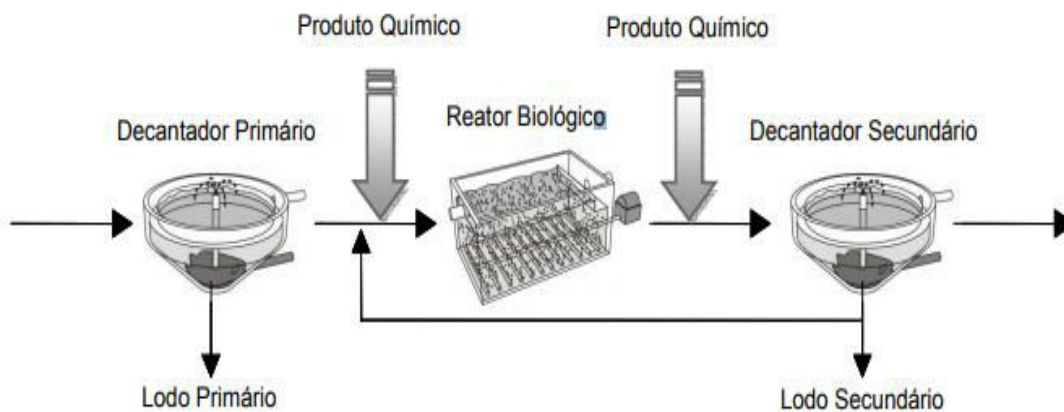 Produto Químico
Produto Químico
Decantador Primário
Reator Biológico
Decantador Secundário
Lodo Primário
Lodo Secundário